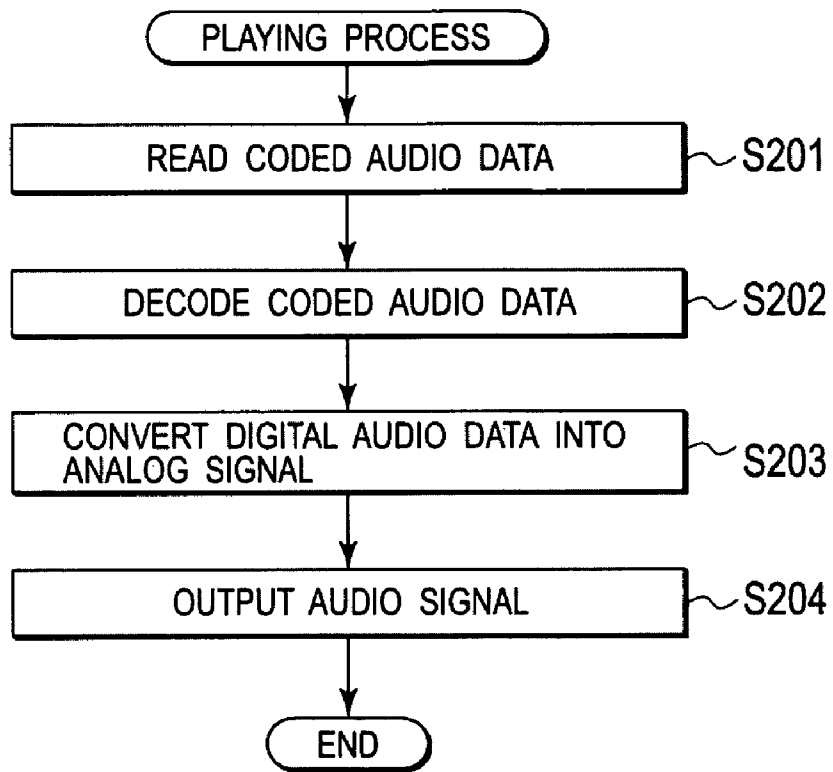 PLAYING PROCESS
READ CODED AUDIO DATA
S201
DECODE CODED AUDIO DATA
S202
CONVERT DIGITAL AUDIO DATA INTO
ANALOG SIGNAL
S203
OUTPUT AUDIO SIGNAL
S204
END